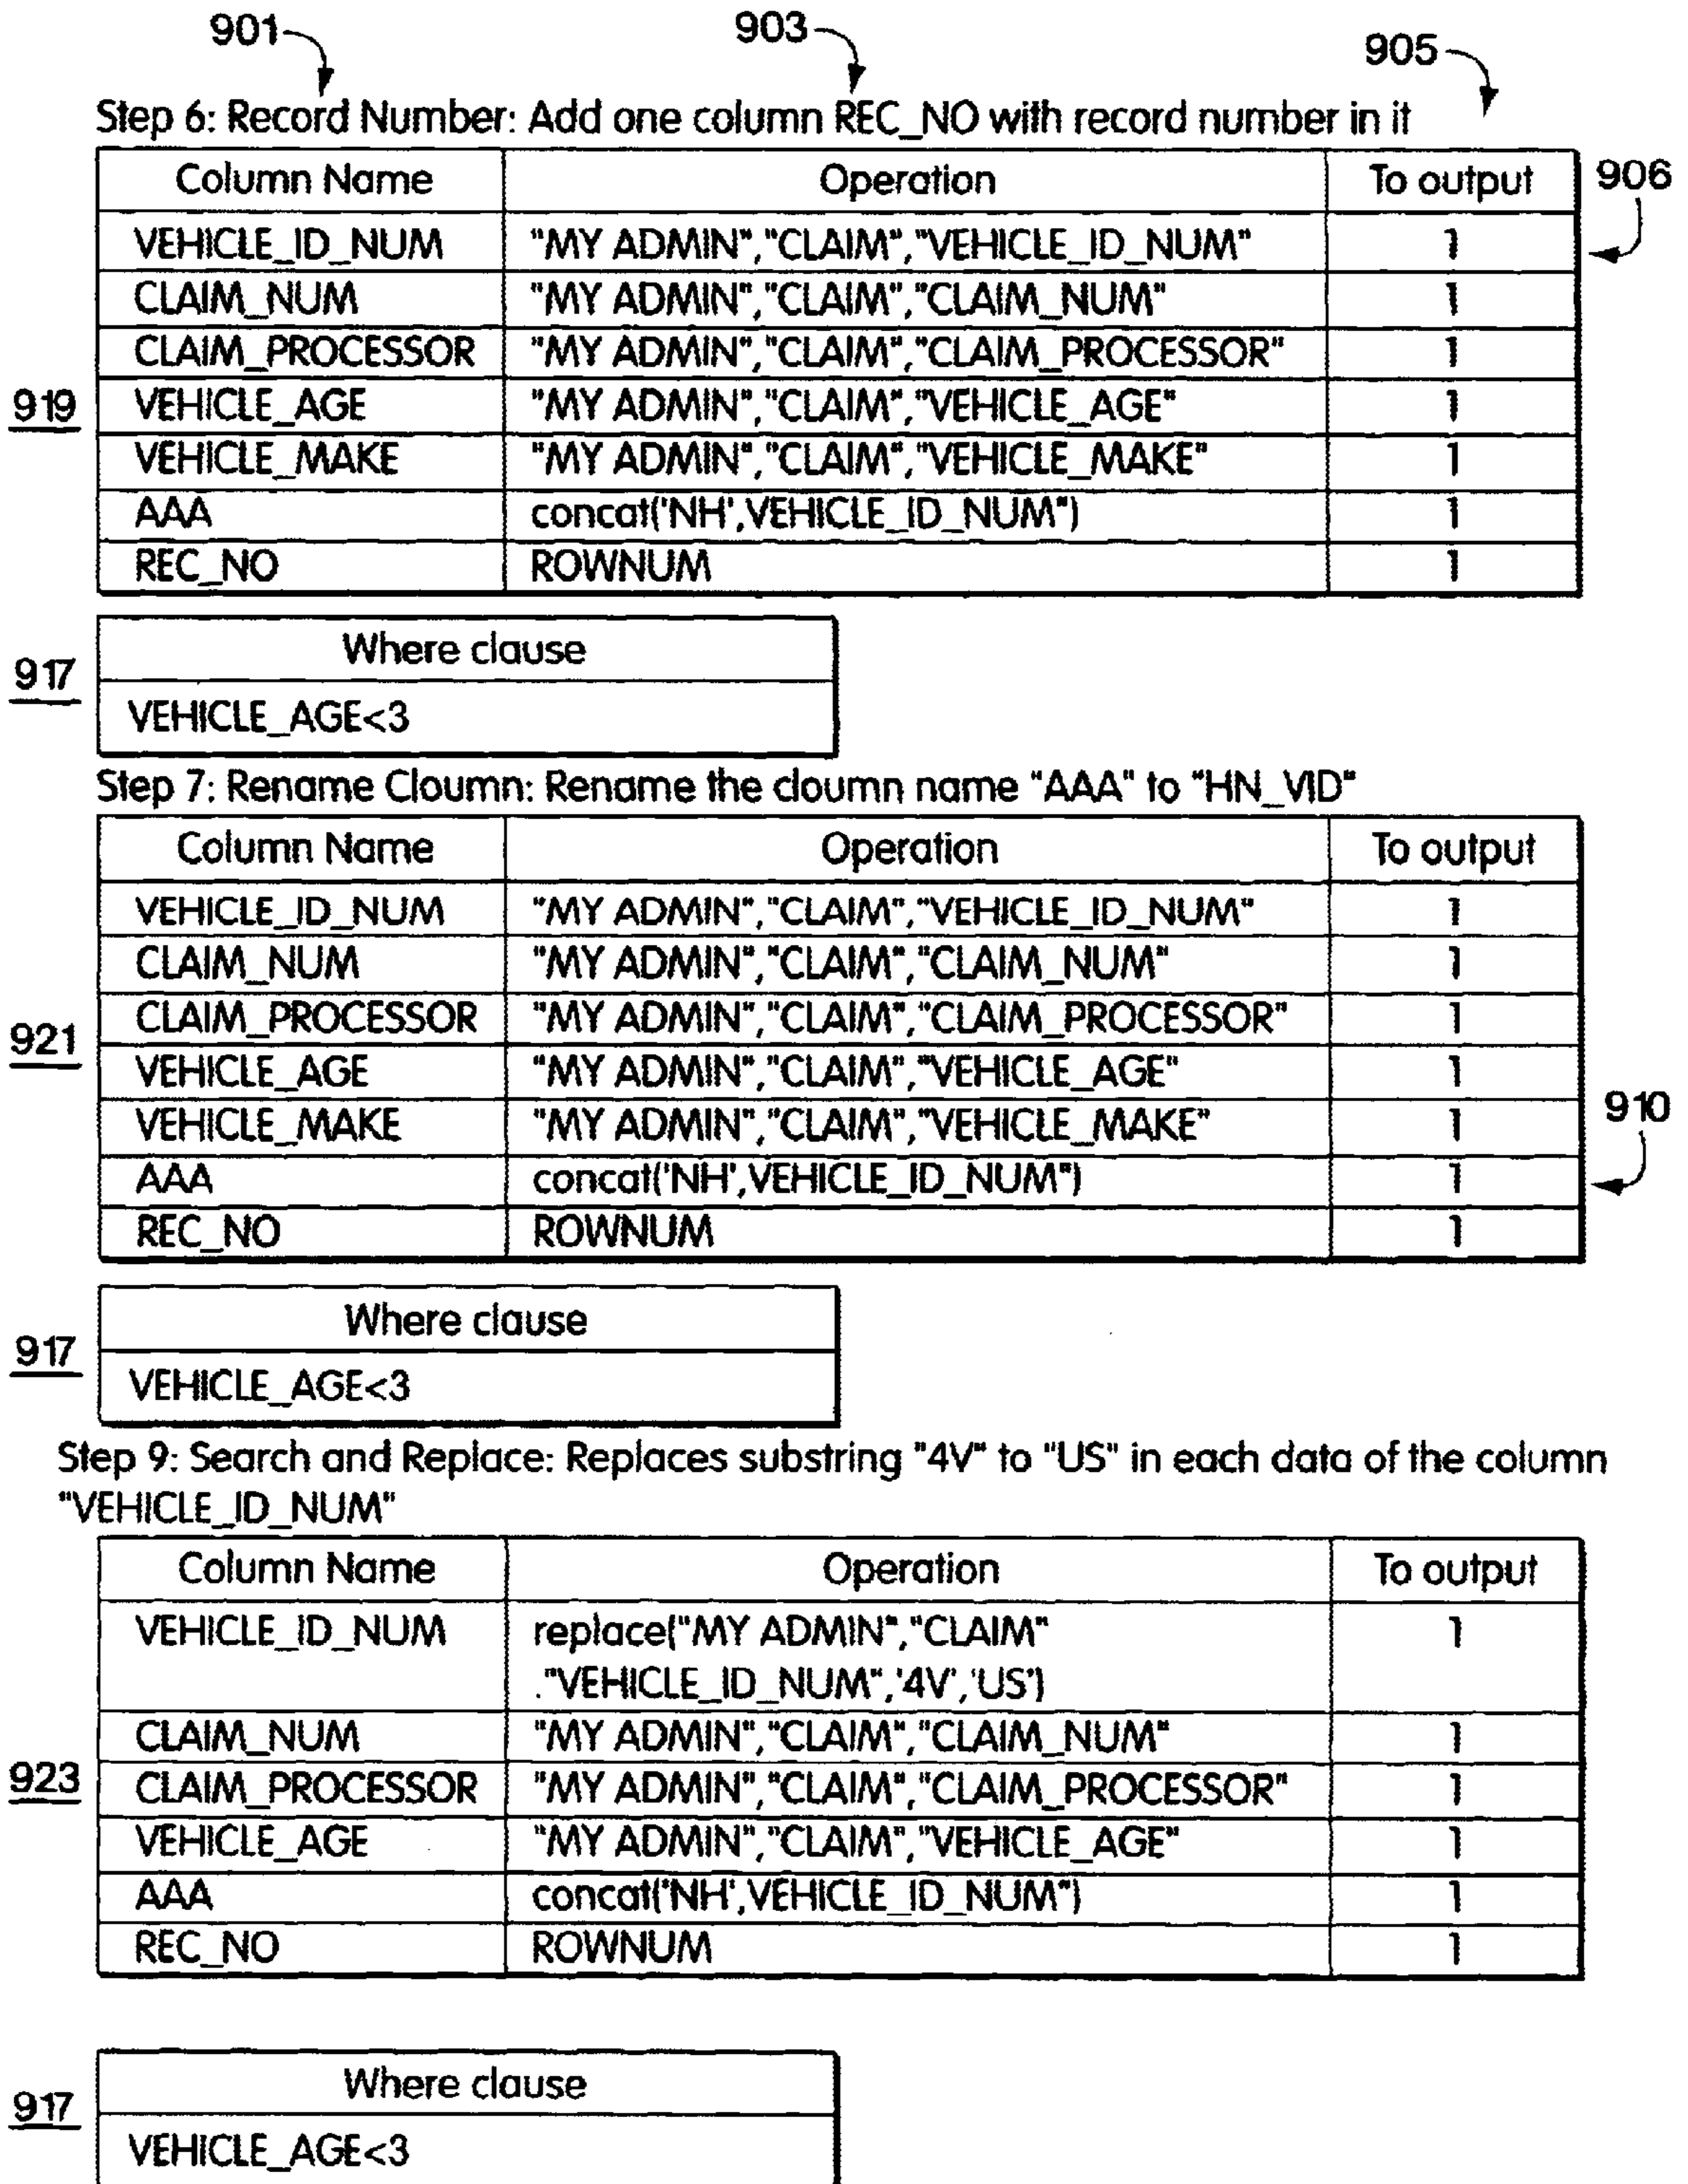 901
903
905
Step 6: Record Number: Add one column REC_NO with record number in it
Column Name Operation To output
906
VEHICLE_ID_NUM "MY ADMIN","CLAIM","VEHICLE_ID_NUM" 1
CLAIM_NUM "MY ADMIN","CLAIM","CLAIM_NUM" 1
CLAIM_PROCESSOR "MY ADMIN","CLAIM","CLAIM_PROCESSOR" 1
919
VEHICLE_AGE "MY ADMIN","CLAIM","VEHICLE_AGE" 1
VEHICLE_MAKE "MY ADMIN","CLAIM","VEHICLE_MAKE" 1
AAA concat('NH',VEHICLE_ID_NUM") 1
REC_NO ROWNUM 1
Where clause
917
VEHICLE_AGE<3
Step 7: Rename Cloumn: Rename the cloumn name "AAA" to "HN_VID"
Column Name Operation To output
VEHICLE_ID_NUM "MY ADMIN","CLAIM","VEHICLE_ID_NUM" 1
CLAIM_NUM "MY ADMIN","CLAIM","CLAIM_NUM" 1
CLAIM_PROCESSOR "MY ADMIN","CLAIM","CLAIM_PROCESSOR" 1
921
VEHICLE_AGE "MY ADMIN","CLAIM","VEHICLE_AGE" 1
VEHICLE_MAKE "MY ADMIN","CLAIM","VEHICLE_MAKE" 1
910
AAA concat('NH',VEHICLE_ID_NUM") 1
REC_NO ROWNUM 1
Where clause
917
VEHICLE_AGE<3
Step 9: Search and Replace: Replaces substring "4V" to "US" in each data of the column
"VEHICLE_ID_NUM"
Column Name Operation To output
VEHICLE_ID_NUM replace("MY ADMIN","CLAIM" 1
."VEHICLE_ID_NUM",'4V','US')
CLAIM_NUM "MY ADMIN","CLAIM","CLAIM_NUM" 1
923
CLAIM_PROCESSOR "MY ADMIN","CLAIM","CLAIM_PROCESSOR" 1
VEHICLE_AGE "MY ADMIN","CLAIM","VEHICLE_AGE" 1
AAA concat('NH',VEHICLE_ID_NUM") 1
REC_NO ROWNUM 1
Where clause
917
VEHICLE_AGE<3